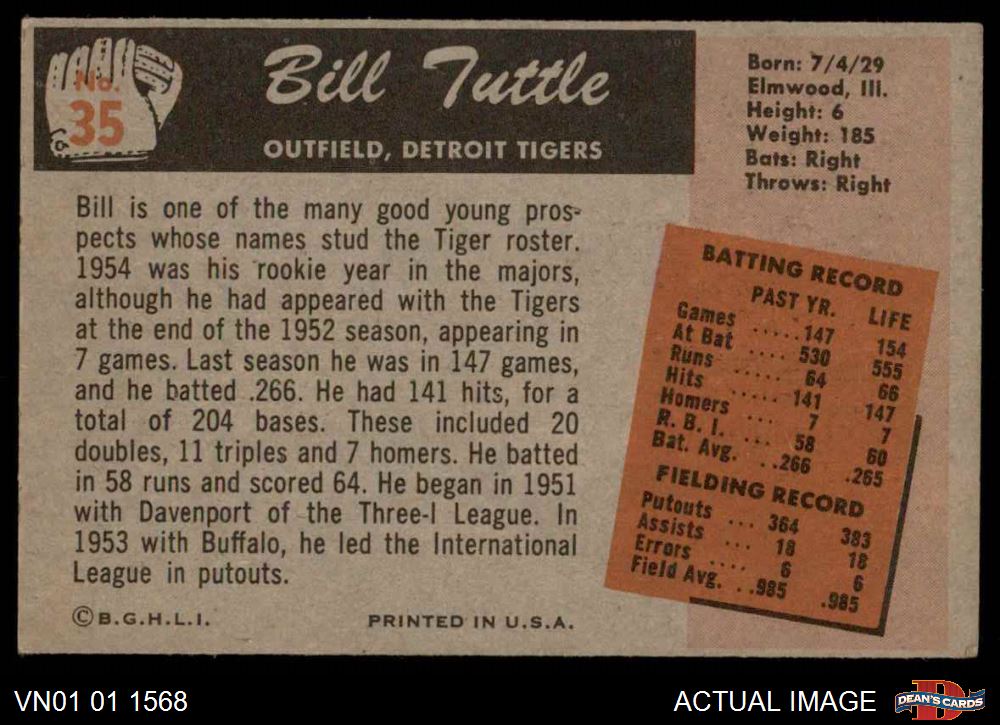 No.
35
Bill Tuttle
OUTFIELD, DETROIT TIGERS
Born: 7/4/29
Elmwood, Ill.
Height: 6
Weight: 185
Bats: Right
Throws: Right
Bill is one of the many good young pros-
pects whose names stud the Tiger roster.
1954 was his rookie year in the majors,
although he had appeared with the Tigers
at the end of the 1952 season, appearing in
7 games. Last season he was in 147 games,
and he batted .266. He had 141 hits, for a
total of 204 bases. These included 20
doubles, 11 triples and 7 homers. He batted
in 58 runs and scored 64. He began in 1951
with Davenport of the Three-I League. In
1953 with Buffalo, he led the International
League in putouts.
BATTING RECORD
PAST YR. LIFE
Games ..... 147 154
At Bat .... 530 555
Runs ..... 64 66
Hits ..... 141 147
Homers ... 7 7
R. B. I. ... 58 60
Bat. Avg. ..266 .265
FIELDING RECORD
Putouts ... 364 383
Assists ... 18 18
Errors .... 6 6
Field Avg. ..985 .985
©B.G.H.L.I. PRINTED IN U.S.A.
VN01 01 1568 ACTUAL IMAGE
D
DEAN'S CARDS